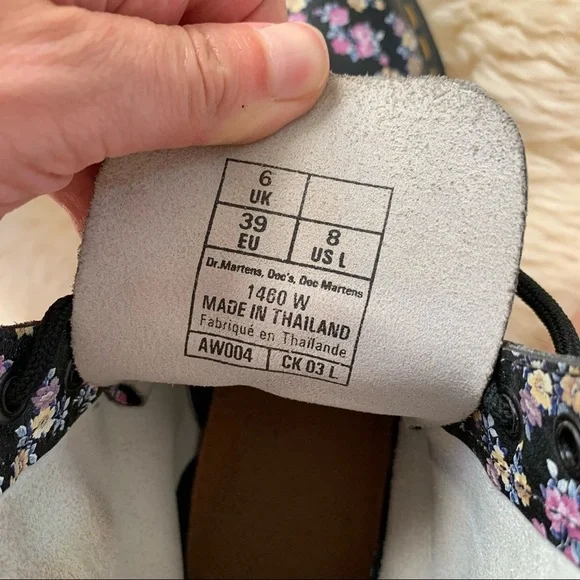 6
UK
39
EU
8
US L
Dr.Martens, Doc's, Doc Martens
1460 W
MADE IN THAILAND
Fabriqué en Thaïlande
AW004
CK 03 L